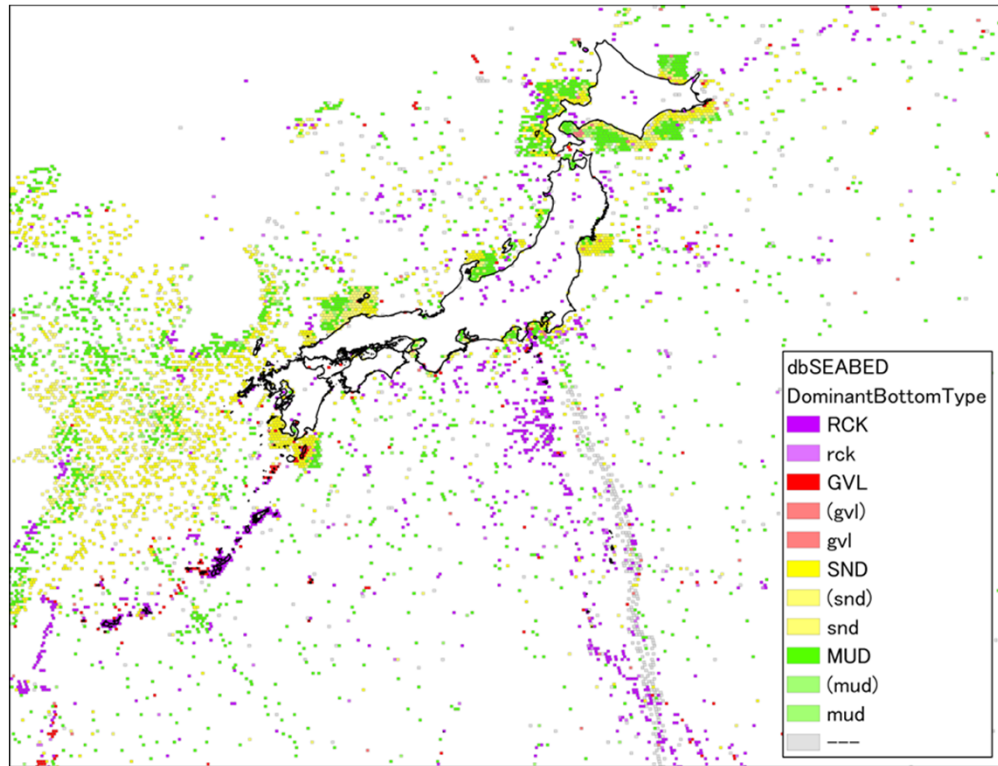 dbSEABED
DominantBottomType
RCK
rck
GVL
(gvl)
gvl
SND
(snd)
snd
MUD
(mud)
mud
---